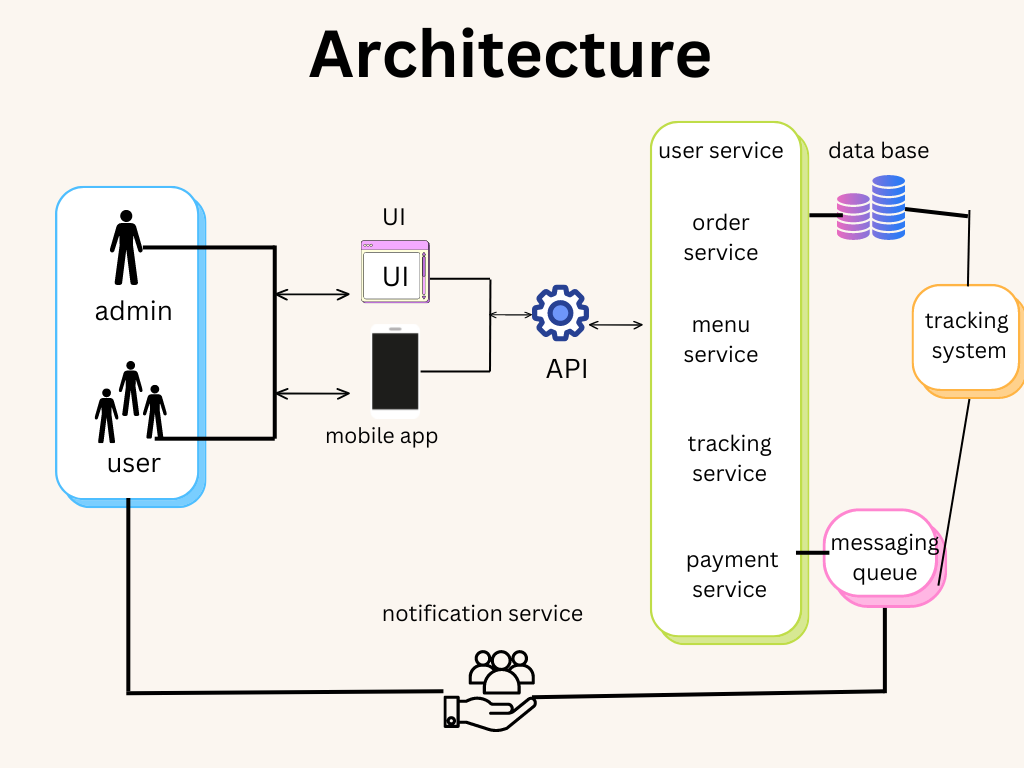 Architecture
admin
user
UI
UI
mobile app
API
user service
order
service
menu
service
tracking
service
payment
service
data base
tracking
system
messaging
queue
notification service